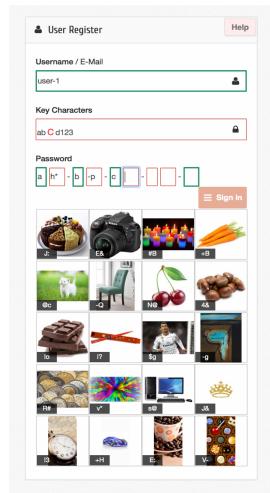 User Register
Help
Username / E-Mail
user-1
Key Characters
ab C d123
Password
a h* - b -p - c - -
Sign In
J: E& #B +B
@c -Q N@ 4&
!o !? $g -g
R# v* s@ J&
!3 +H E: V-